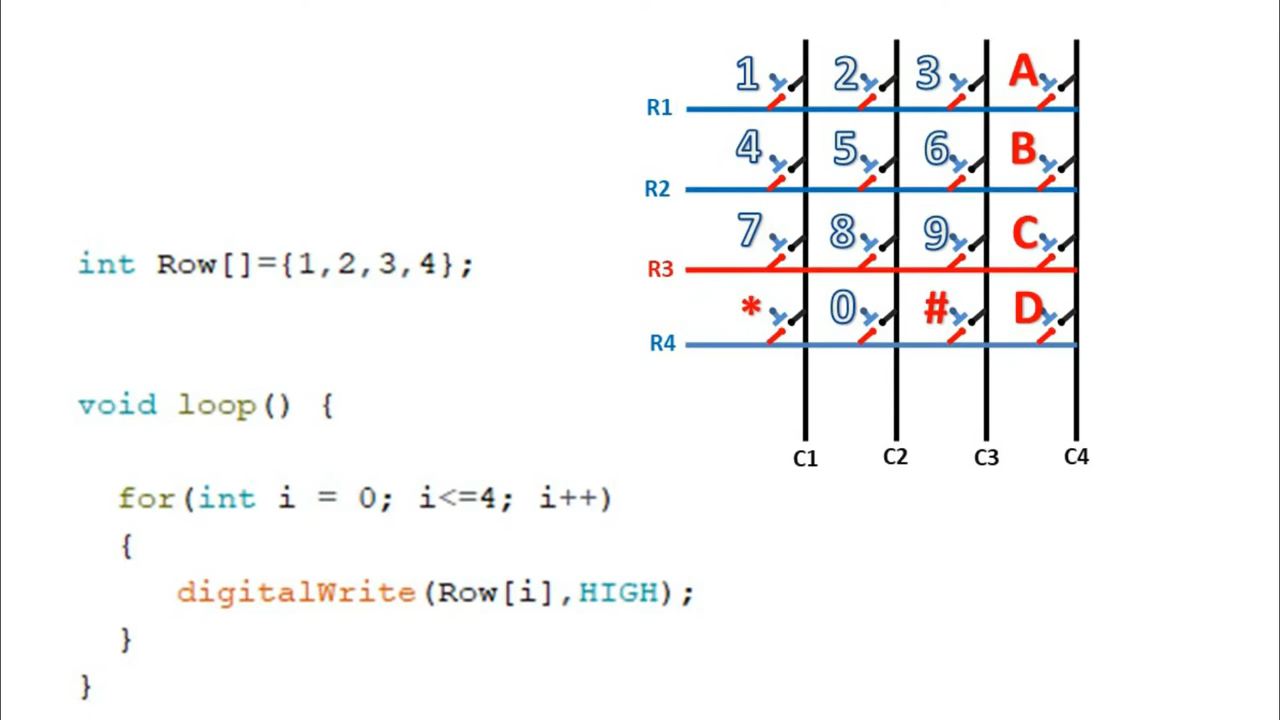 1 2 3 A
R1
4 5 6 B
R2
7 8 9 C
R3
* 0 # D
R4
C1 C2 C3 C4
int Row[]={1,2,3,4};
void loop() {
for(int i = 0; i<=4; i++)
{
digitalWrite(Row[i],HIGH);
}
}